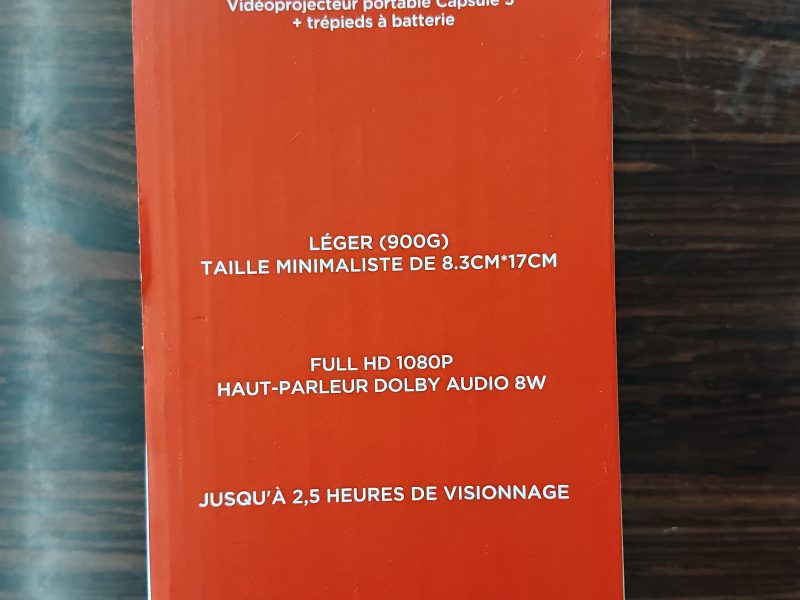 Vidéoprojecteur portable Capsule 3
+ trépieds à batterie
LÉGER (900G)
TAILLE MINIMALISTE DE 8.3CM*17CM
FULL HD 1080P
HAUT-PARLEUR DOLBY AUDIO 8W
JUSQU'À 2,5 HEURES DE VISIONNAGE